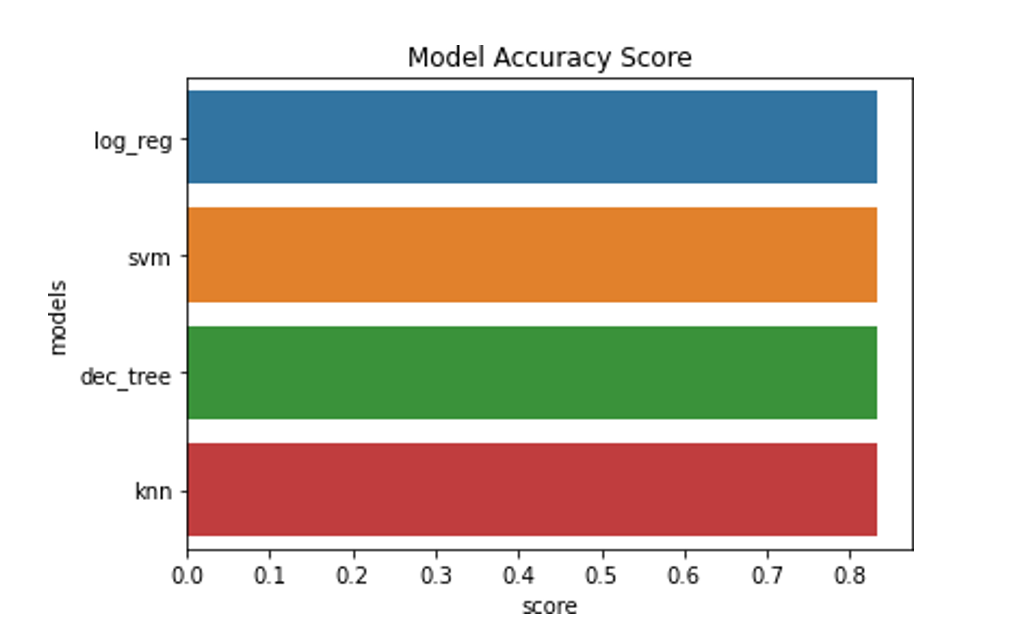 Model Accuracy Score
models
log_reg
svm
dec_tree
knn
0.0 0.1 0.2 0.3 0.4 0.5 0.6 0.7 0.8
score